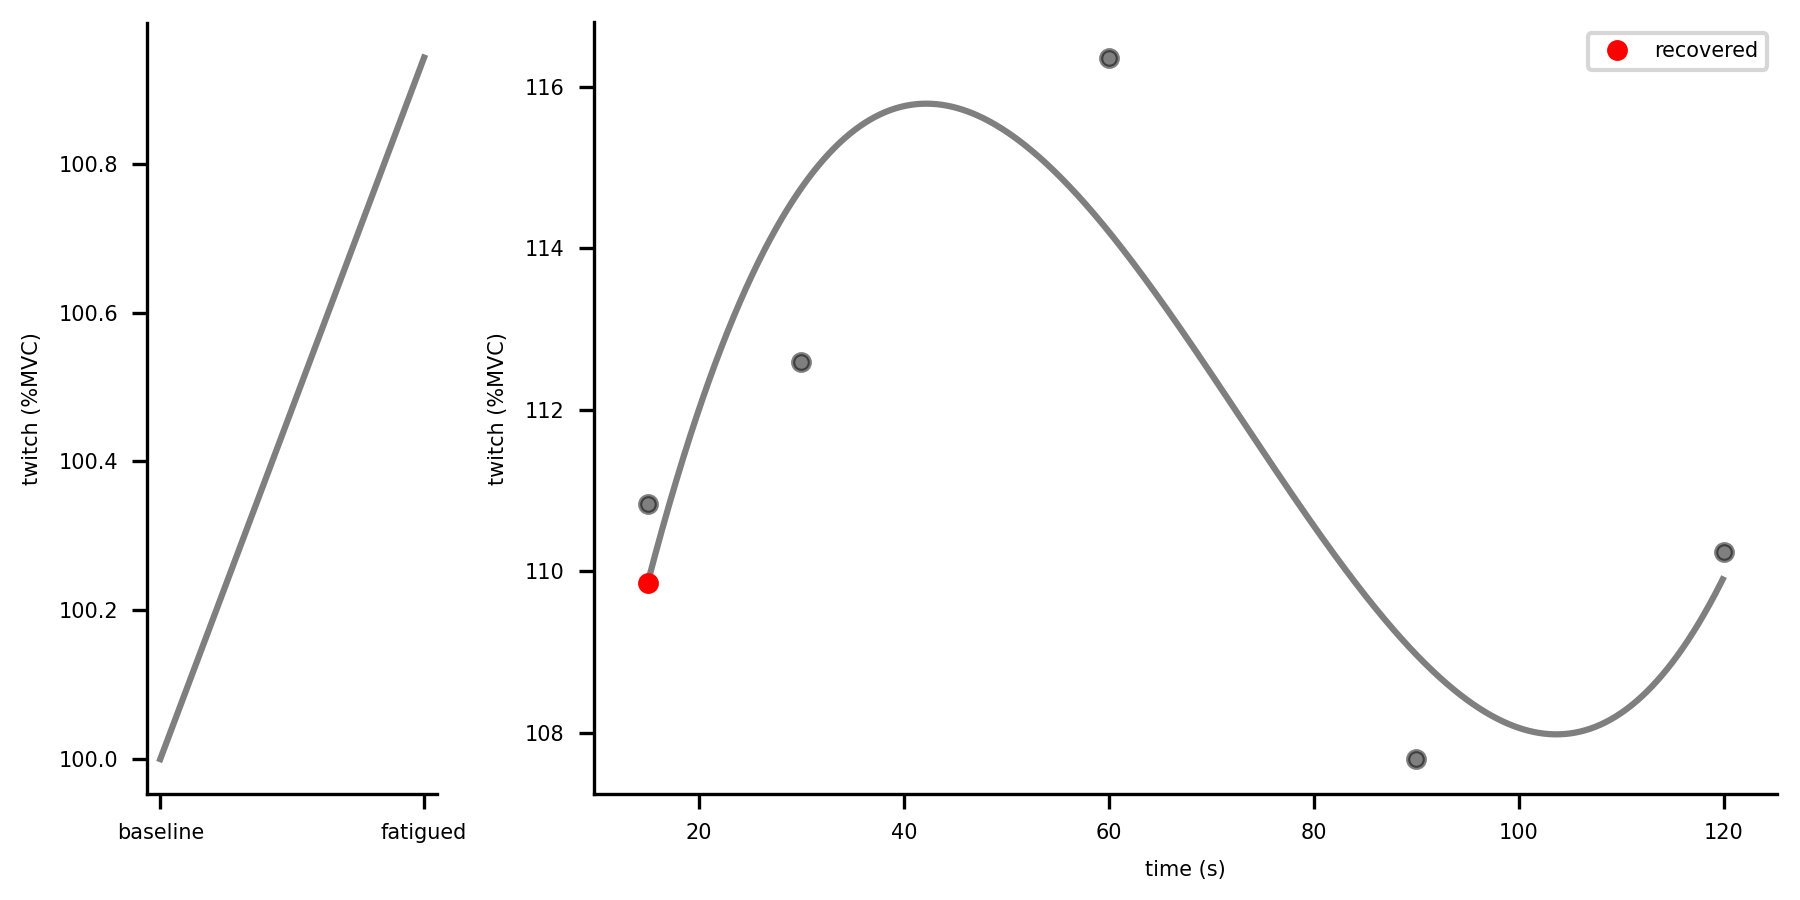 twitch (%MVC)
100.8
100.6
100.4
100.2
100.0
baseline
fatigued
twitch (%MVC)
116
114
112
110
108
20
40
60
80
100
120
time (s)
recovered